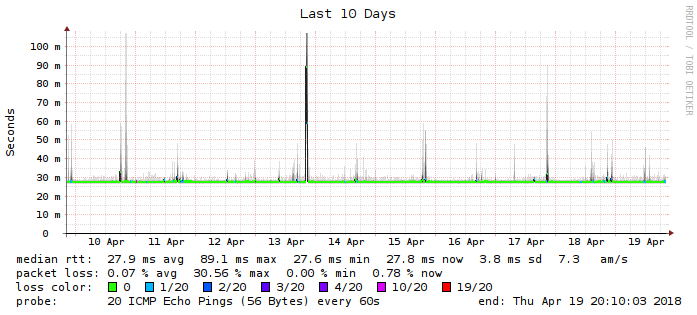 Last 10 Days
RRDTOOL / TOBI OETIKER
Seconds
100 m
90 m
80 m
70 m
60 m
50 m
40 m
30 m
20 m
10 m
0
10 Apr 11 Apr 12 Apr 13 Apr 14 Apr 15 Apr 16 Apr 17 Apr 18 Apr 19 Apr
median rtt: 27.9 ms avg 89.1 ms max 27.6 ms min 27.8 ms now 3.8 ms sd 7.3 am/s
packet loss: 0.07 % avg 30.56 % max 0.00 % min 0.78 % now
loss color: 0 1/20 2/20 3/20 4/20 10/20 19/20
probe: 20 ICMP Echo Pings (56 Bytes) every 60s end: Thu Apr 19 20:10:03 2018